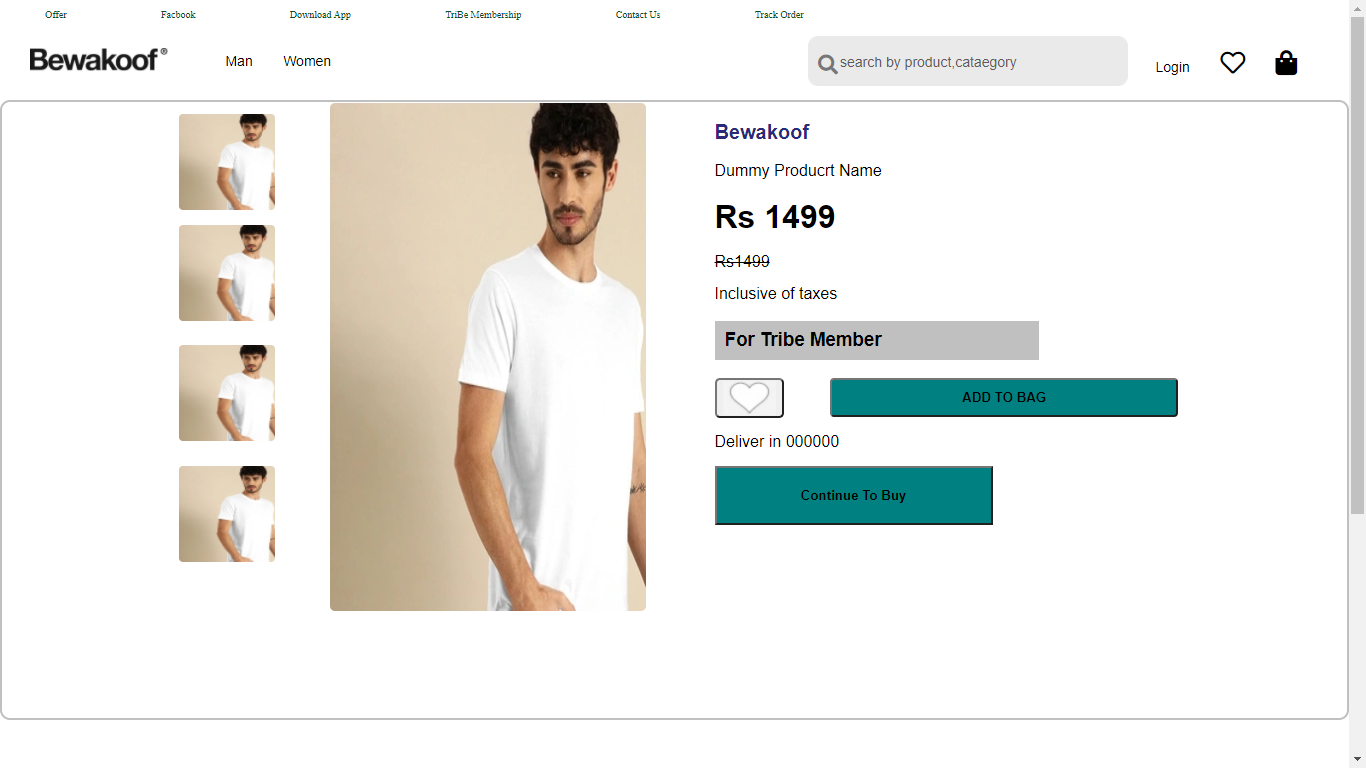 Offer Facbook Download App TriBe Membership Contact Us Track Order
Bewakoof® Man Women search by product,cataegory Login
Bewakoof
Dummy Producrt Name
Rs 1499
Rs1499
Inclusive of taxes
For Tribe Member
ADD TO BAG
Deliver in 000000
Continue To Buy